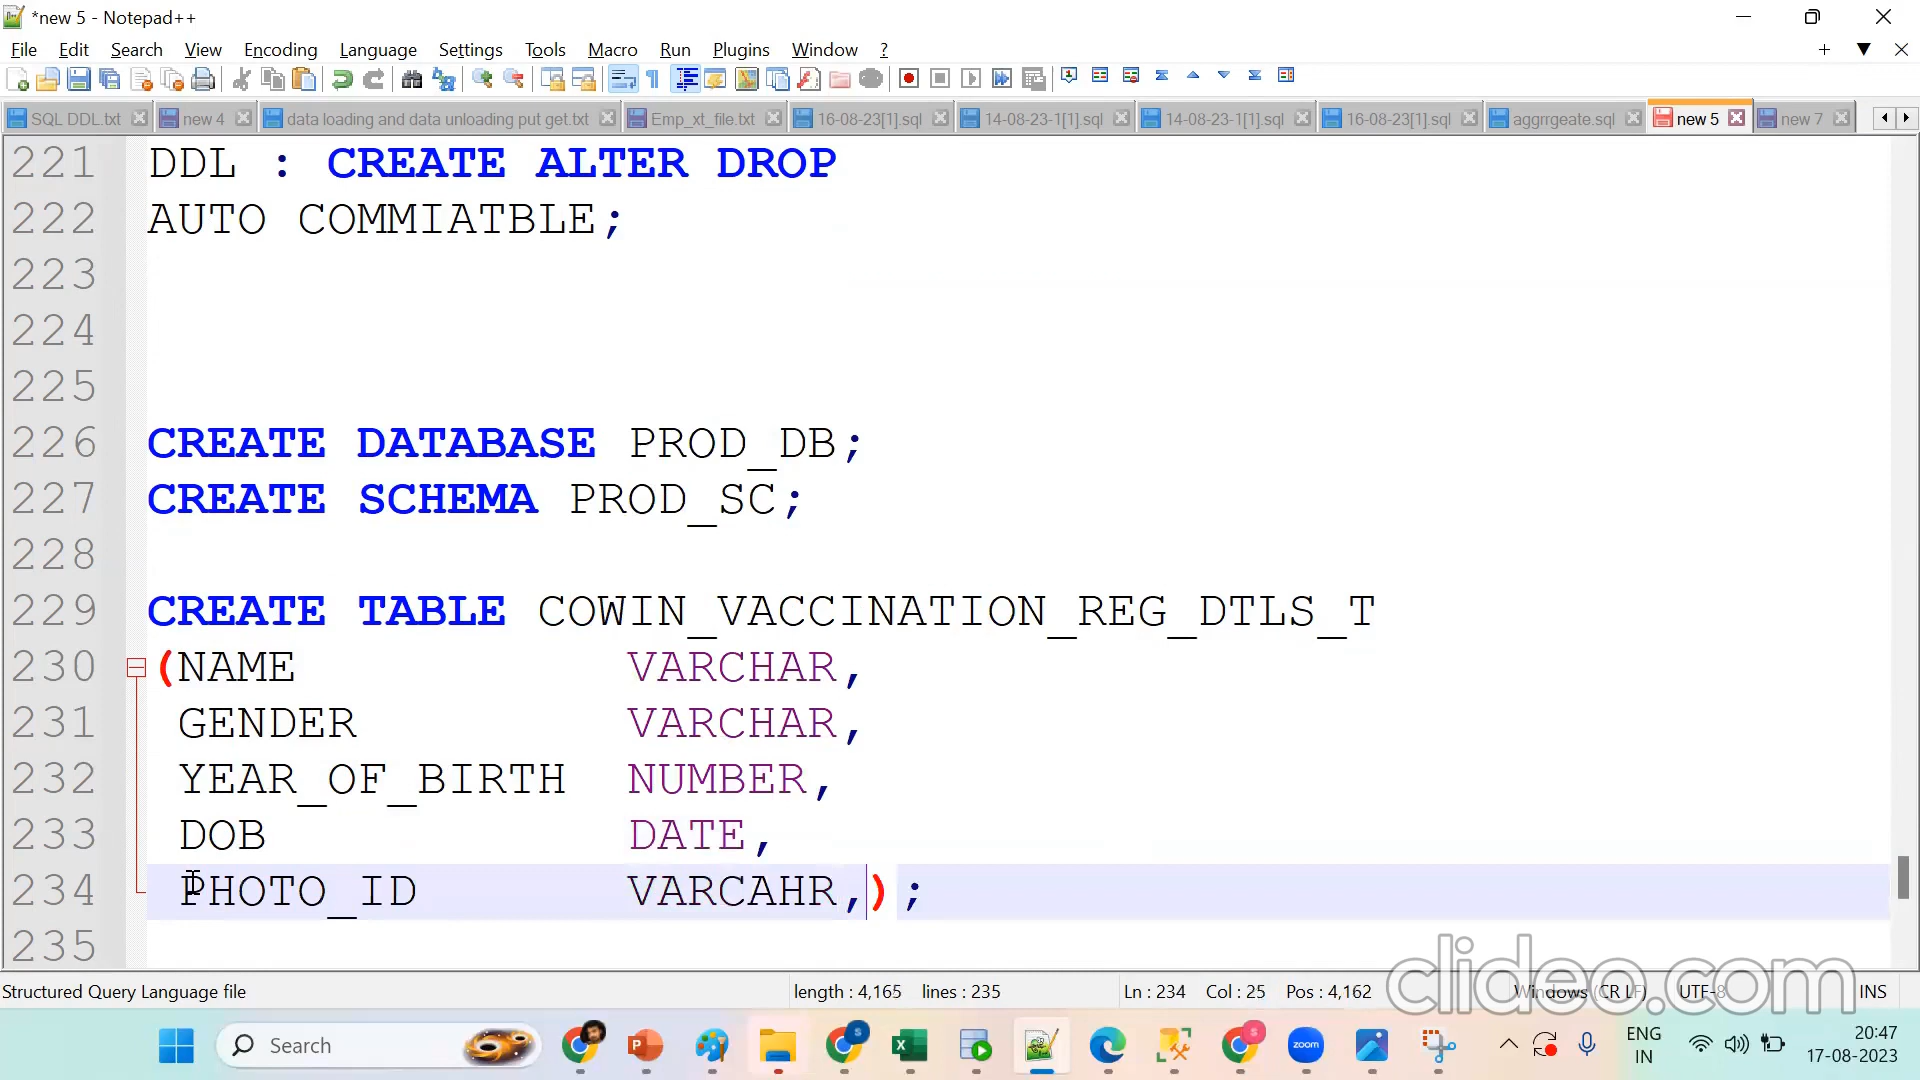 *new 5 - Notepad++
File Edit Search View Encoding Language Settings Tools Macro Run Plugins Window ?
SQL DDL.txt new 4 data loading and data unloading put get.txt Emp_xt_file.txt 16-08-23[1].sql 14-08-23-1[1].sql 14-08-23-1[1].sql 16-08-23[1].sql aggrrgeate.sql new 5 new 7
221 DDL : CREATE ALTER DROP
222 AUTO COMMIATBLE;
223
224
225
226 CREATE DATABASE PROD_DB;
227 CREATE SCHEMA PROD_SC;
228
229 CREATE TABLE COWIN_VACCINATION_REG_DTLS_T
230 (NAME VARCHAR,
231 GENDER VARCHAR,
232 YEAR_OF_BIRTH NUMBER,
233 DOB DATE,
234 PHOTO_ID VARCAHR,);
235
clideo.com
Structured Query Language file length : 4,165 lines : 235 Ln : 234 Col : 25 Pos : 4,162 Windows (CR LF) UTF-8 INS
Search
zoom
ENG
IN
20:47
17-08-2023